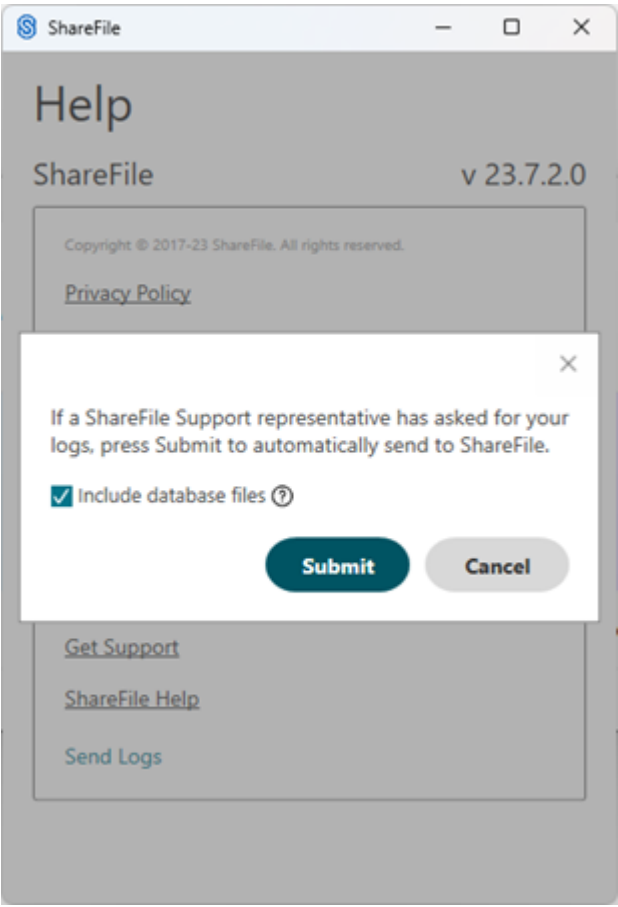 ShareFile
Help
ShareFile v 23.7.2.0
Copyright © 2017-23 ShareFile. All rights reserved.
Privacy Policy
If a ShareFile Support representative has asked for your
logs, press Submit to automatically send to ShareFile.
Include database files
Submit Cancel
Get Support
ShareFile Help
Send Logs